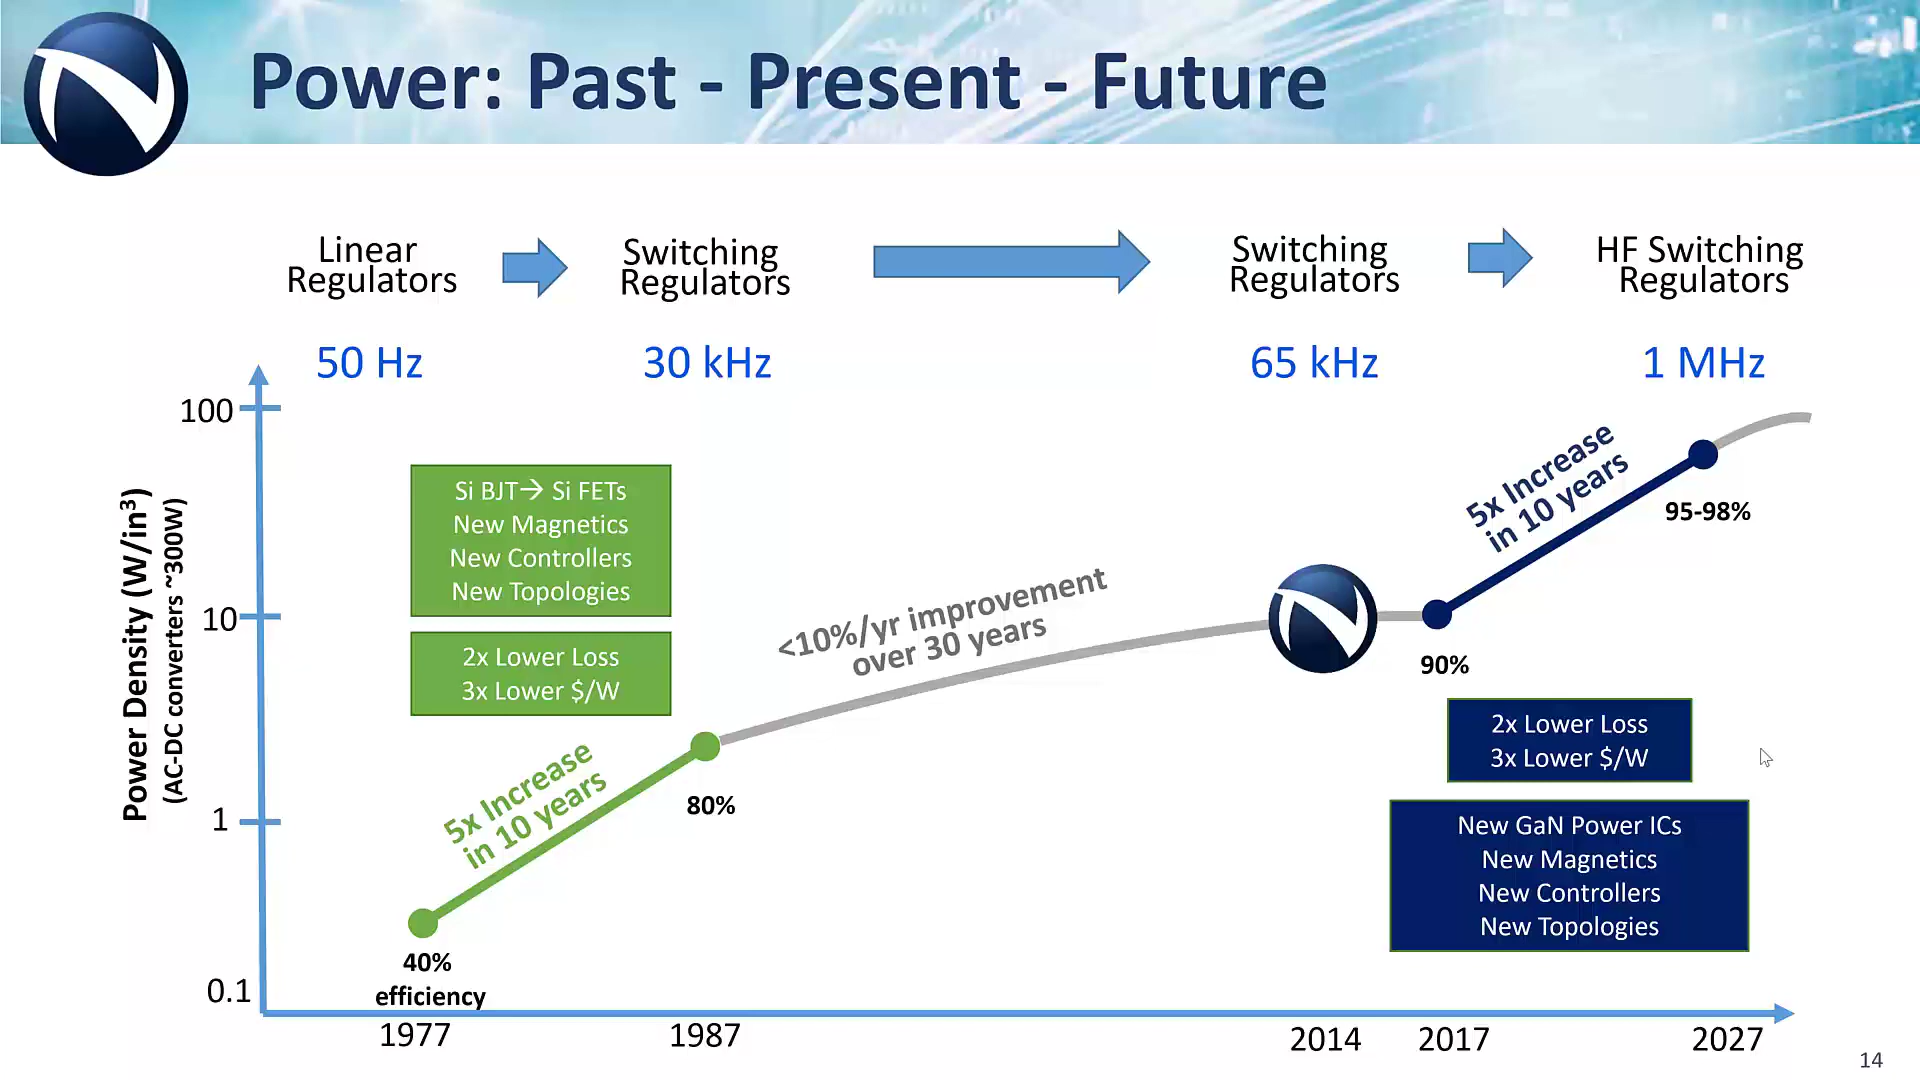 Power: Past - Present - Future
Linear
Regulators
Switching
Regulators
Switching
Regulators
HF Switching
Regulators
50 Hz
30 kHz
65 kHz
1 MHz
Power Density (W/in³)
(AC-DC converters ~300W)
100
10
1
0.1
Si BJT→ Si FETs
New Magnetics
New Controllers
New Topologies
2x Lower Loss
3x Lower $/W
5x Increase
in 10 years
40%
efficiency
80%
<10%/yr improvement
over 30 years
90%
5x Increase
in 10 years
95-98%
2x Lower Loss
3x Lower $/W
New GaN Power ICs
New Magnetics
New Controllers
New Topologies
1977
1987
2014
2017
2027
14